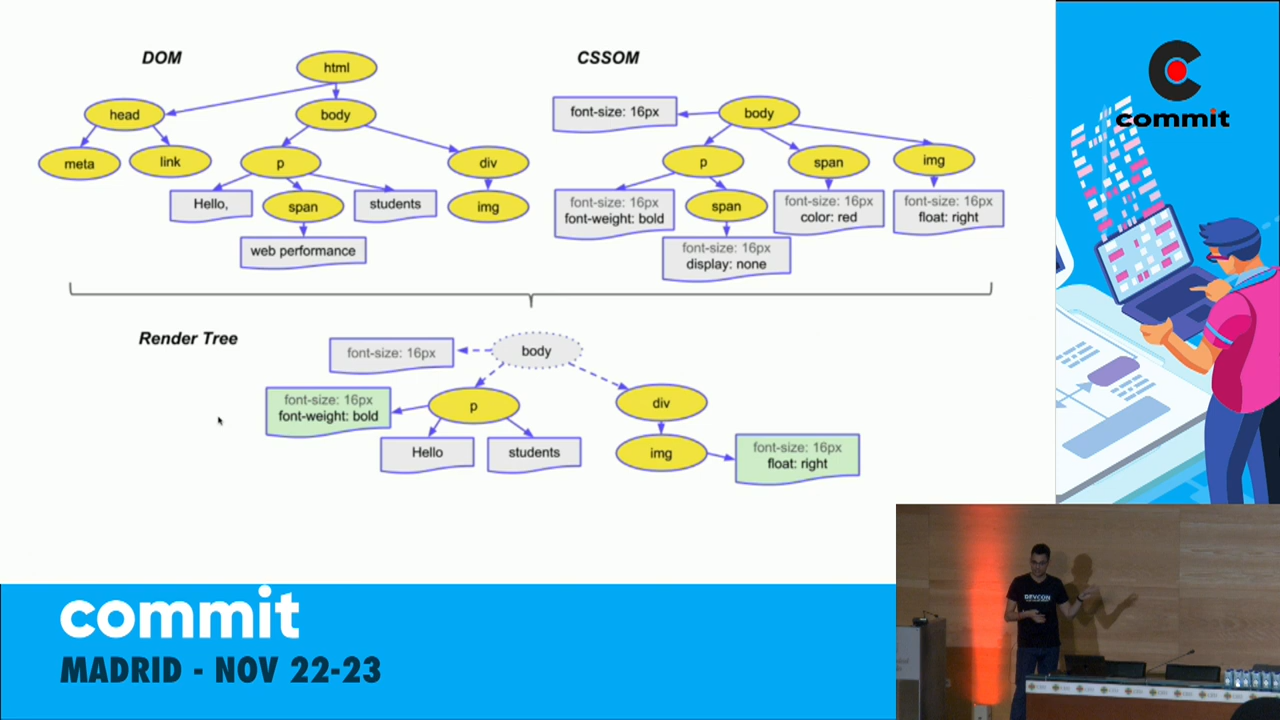 DOM
html
head
body
meta
link
p
div
Hello,
span
students
img
web performance
CSSOM
font-size: 16px
body
p
span
img
font-size: 16px
font-weight: bold
span
font-size: 16px
color: red
font-size: 16px
float: right
font-size: 16px
display: none
Render Tree
font-size: 16px
body
font-size: 16px
font-weight: bold
p
div
Hello
students
img
font-size: 16px
float: right
commit
commit
MADRID - NOV 22-23
DEVCON